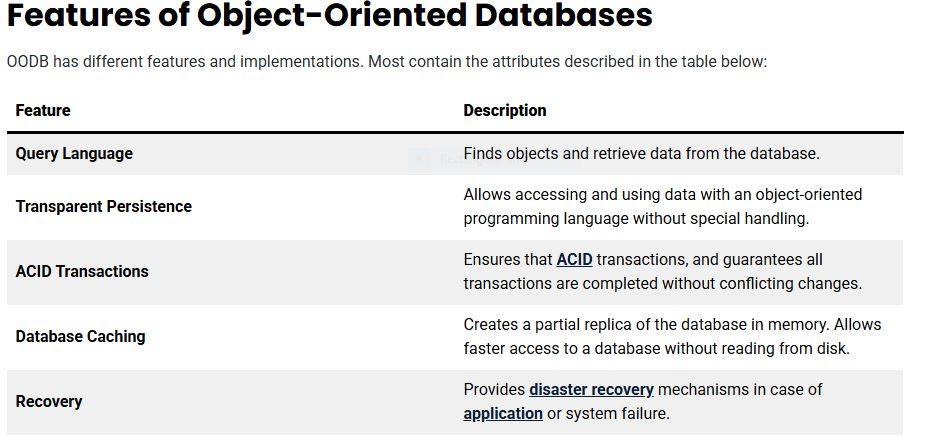 Features of Object-Oriented Databases
OODB has different features and implementations. Most contain the attributes described in the table below:
Feature Description
Query Language Finds objects and retrieve data from the database.
Transparent Persistence Allows accessing and using data with an object-oriented
programming language without special handling.
ACID Transactions Ensures that ACID transactions, and guarantees all
transactions are completed without conflicting changes.
Database Caching Creates a partial replica of the database in memory. Allows
faster access to a database without reading from disk.
Recovery Provides disaster recovery mechanisms in case of
application or system failure.